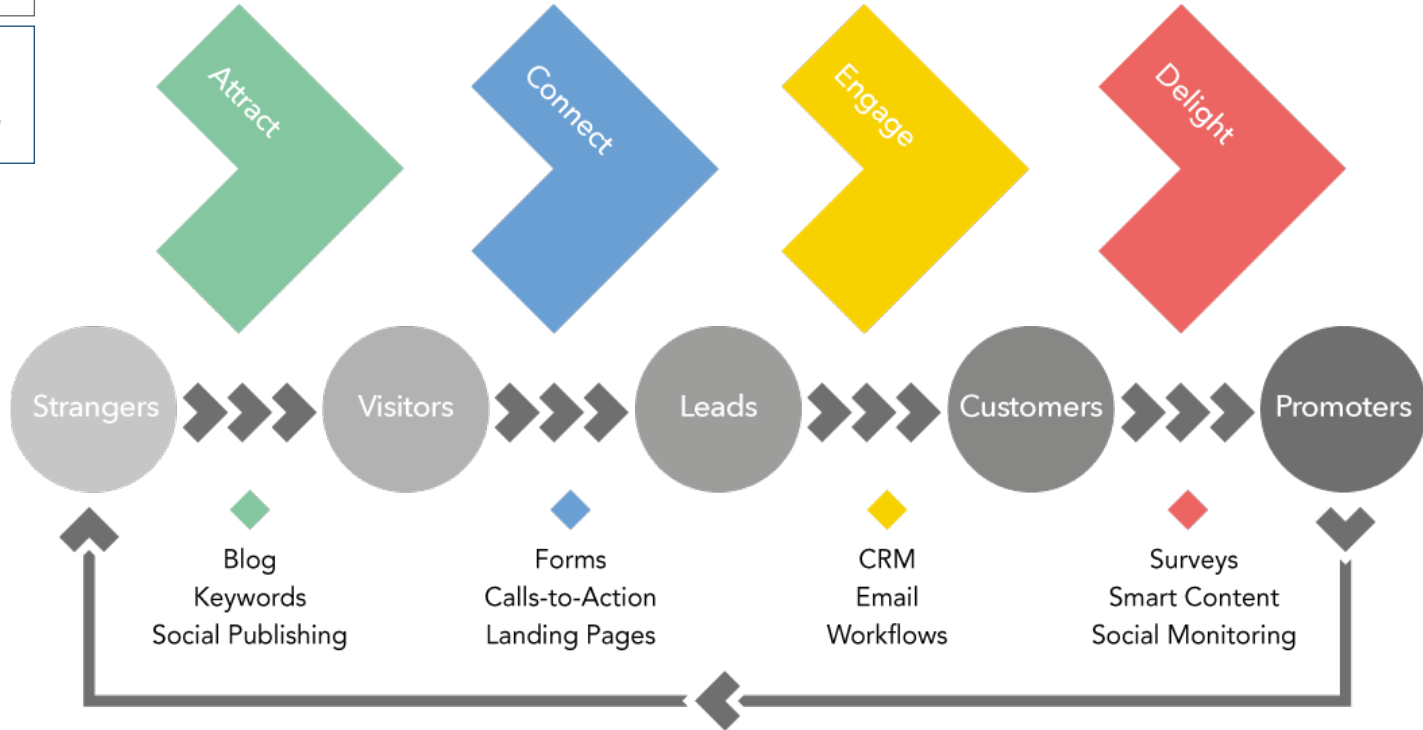 Attract
Connect
Engage
Delight
Strangers
Visitors
Leads
Customers
Promoters
Blog
Keywords
Social Publishing
Forms
Calls-to-Action
Landing Pages
CRM
Email
Workflows
Surveys
Smart Content
Social Monitoring